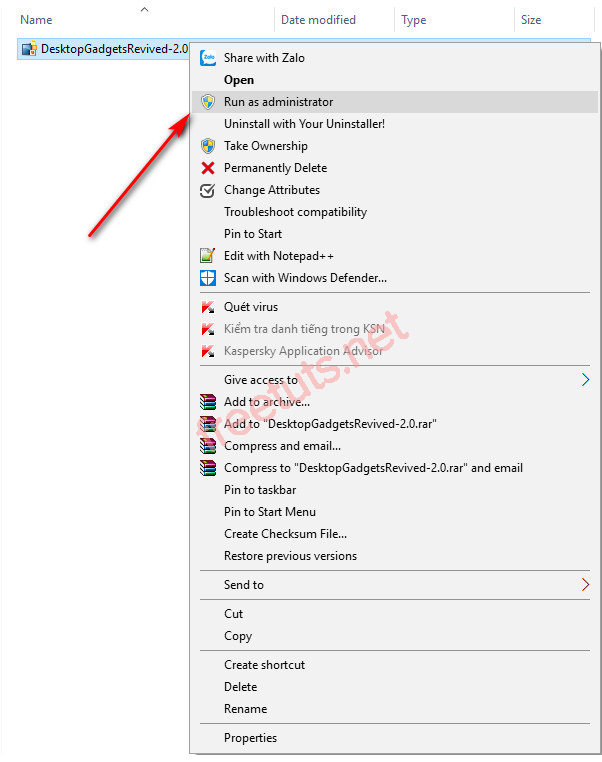 Name
Date modified
Type
Size
DesktopGadgetsRevived-2.0
Share with Zalo
Open
Run as administrator
Uninstall with Your Uninstaller!
Take Ownership
Permanently Delete
Change Attributes
Troubleshoot compatibility
Pin to Start
Edit with Notepad++
Scan with Windows Defender...
Quét virus
Kiểm tra danh tiếng trong KSN
Kaspersky Application Advisor
Give access to
Add to archive...
Add to "DesktopGadgetsRevived-2.0.rar"
Compress and email...
Compress to "DesktopGadgetsRevived-2.0.rar" and email
Pin to taskbar
Pin to Start Menu
Create Checksum File...
Restore previous versions
Send to
Cut
Copy
Create shortcut
Delete
Rename
Properties
freetuts.net